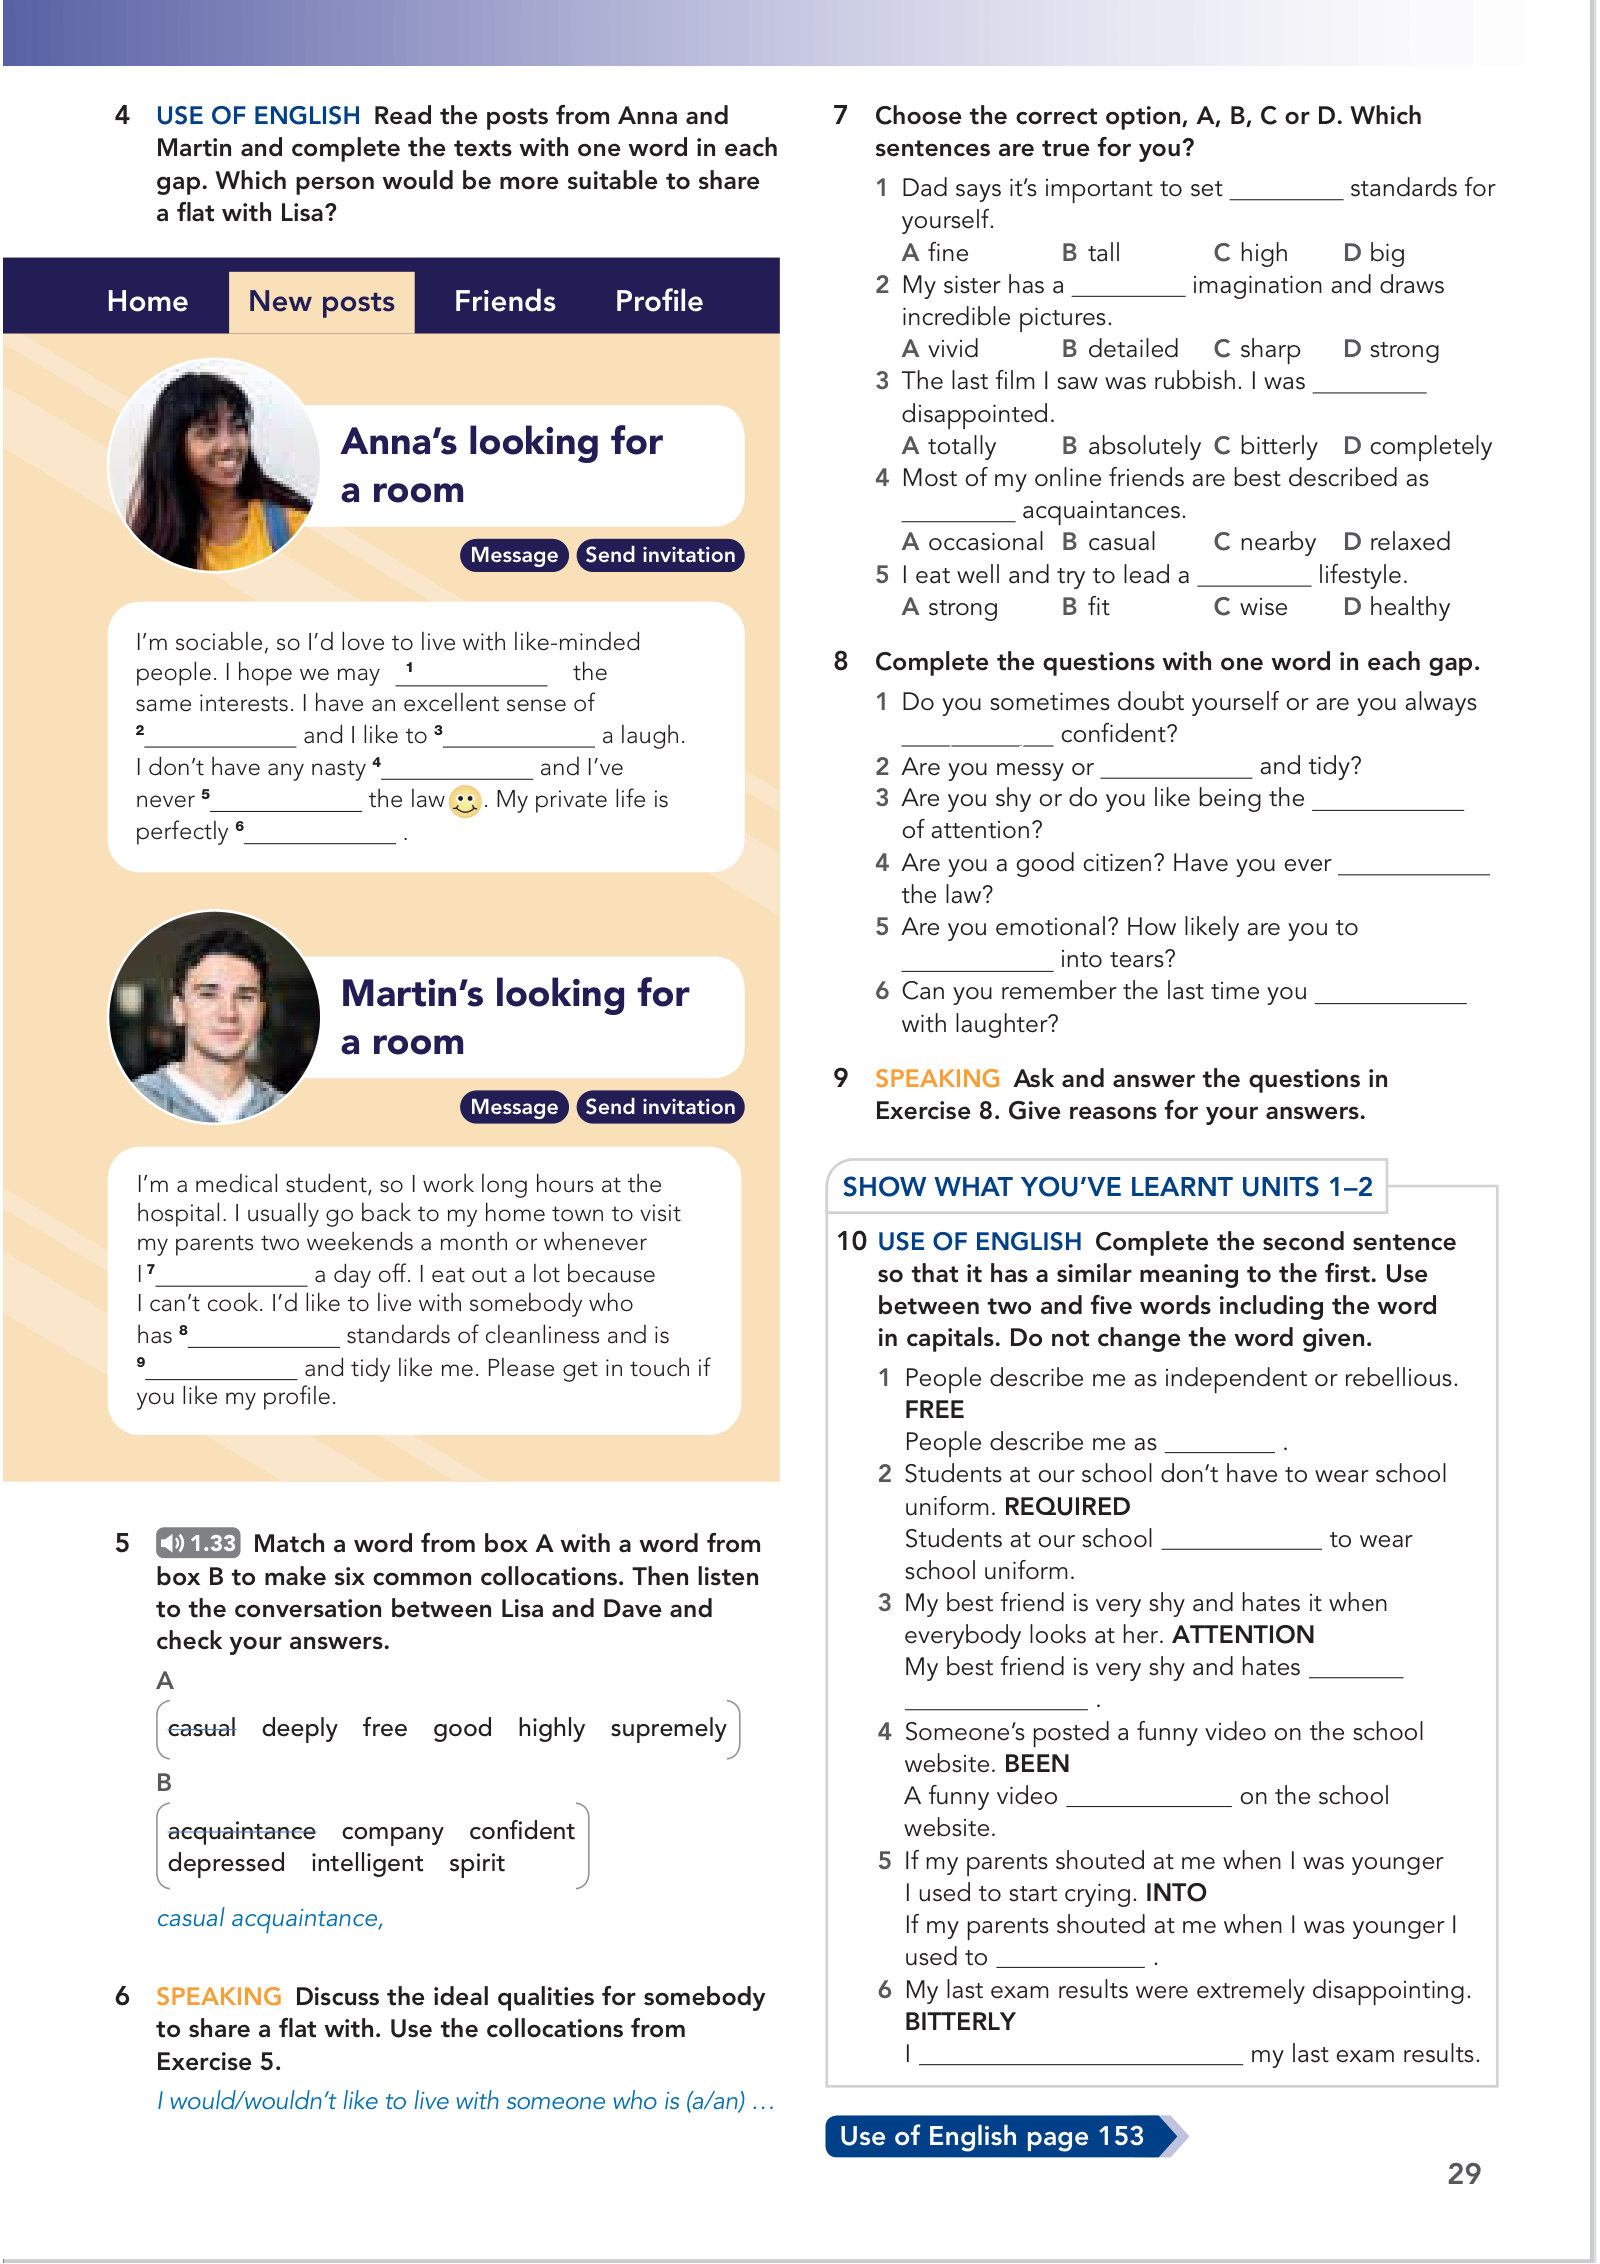 4 USE OF ENGLISH Read the posts from Anna and
Martin and complete the texts with one word in each
gap. Which person would be more suitable to share
a flat with Lisa?
Home New posts Friends Profile
Anna's looking for
a room
Message Send invitation
I'm sociable, so I'd love to live with like-minded
people. I hope we may 1____________ the
same interests. I have an excellent sense of
2____________ and I like to 3____________ a laugh.
I don't have any nasty 4____________ and I've
never 5____________ the law. My private life is
perfectly 6____________ .
Martin's looking for
a room
Message Send invitation
I'm a medical student, so I work long hours at the
hospital. I usually go back to my home town to visit
my parents two weekends a month or whenever
I 7____________ a day off. I eat out a lot because
I can't cook. I'd like to live with somebody who
has 8____________ standards of cleanliness and is
9____________ and tidy like me. Please get in touch if
you like my profile.
5 1.33 Match a word from box A with a word from
box B to make six common collocations. Then listen
to the conversation between Lisa and Dave and
check your answers.
A
casual deeply free good highly supremely
B
acquaintance company confident
depressed intelligent spirit
casual acquaintance,
6 SPEAKING Discuss the ideal qualities for somebody
to share a flat with. Use the collocations from
Exercise 5.
I would/wouldn't like to live with someone who is (a/an) …
7 Choose the correct option, A, B, C or D. Which
sentences are true for you?
1 Dad says it's important to set _________ standards for
yourself.
A fine B tall C high D big
2 My sister has a _________ imagination and draws
incredible pictures.
A vivid B detailed C sharp D strong
3 The last film I saw was rubbish. I was _________
disappointed.
A totally B absolutely C bitterly D completely
4 Most of my online friends are best described as
_________ acquaintances.
A occasional B casual C nearby D relaxed
5 I eat well and try to lead a _________ lifestyle.
A strong B fit C wise D healthy
8 Complete the questions with one word in each gap.
1 Do you sometimes doubt yourself or are you always
____________ confident?
2 Are you messy or ____________ and tidy?
3 Are you shy or do you like being the ____________
of attention?
4 Are you a good citizen? Have you ever ____________
the law?
5 Are you emotional? How likely are you to
____________ into tears?
6 Can you remember the last time you ____________
with laughter?
9 SPEAKING Ask and answer the questions in
Exercise 8. Give reasons for your answers.
SHOW WHAT YOU'VE LEARNT UNITS 1–2
10 USE OF ENGLISH Complete the second sentence
so that it has a similar meaning to the first. Use
between two and five words including the word
in capitals. Do not change the word given.
1 People describe me as independent or rebellious.
FREE
People describe me as _________ .
2 Students at our school don't have to wear school
uniform. REQUIRED
Students at our school ____________ to wear
school uniform.
3 My best friend is very shy and hates it when
everybody looks at her. ATTENTION
My best friend is very shy and hates ________
______________ .
4 Someone's posted a funny video on the school
website. BEEN
A funny video _____________ on the school
website.
5 If my parents shouted at me when I was younger
I used to start crying. INTO
If my parents shouted at me when I was younger I
used to ____________ .
6 My last exam results were extremely disappointing.
BITTERLY
I _________________________ my last exam results.
Use of English page 153
29